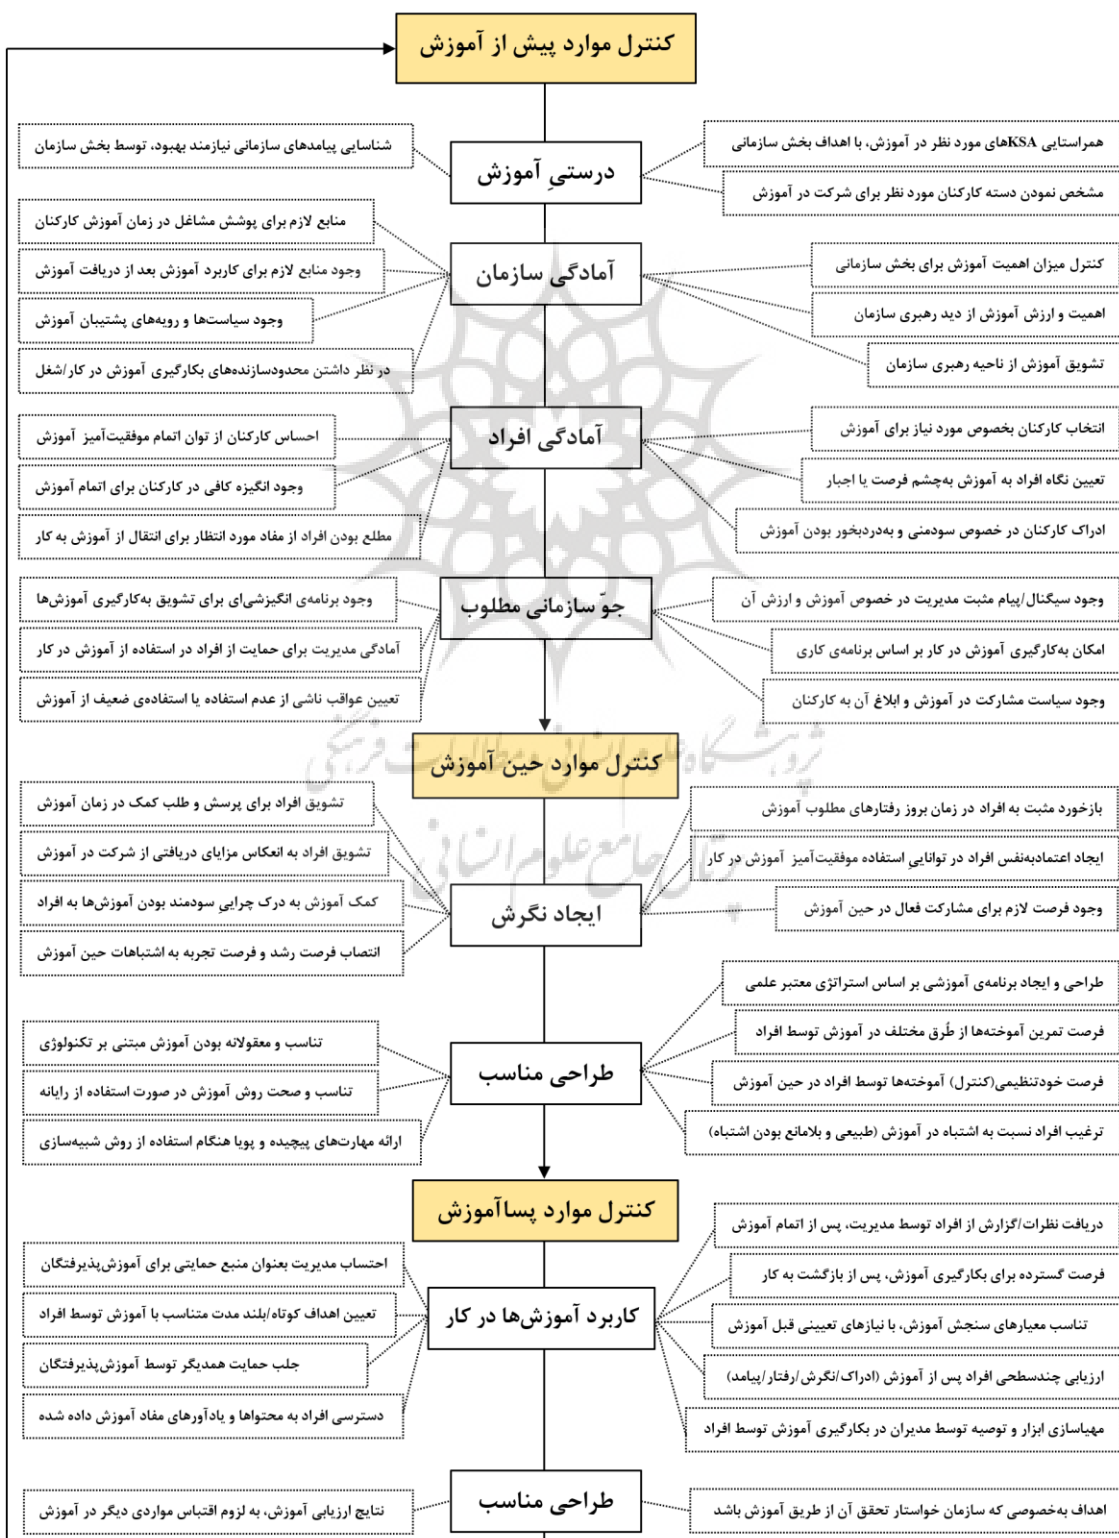 کنترل موارد پیش از آموزش
درستیِ آموزش
همراستایی KSAهای مورد نظر در آموزش، با اهداف بخش سازمانی
مشخص نمودن دسته کارکنان مورد نظر برای شرکت در آموزش
شناسایی پیامدهای سازمانی نیازمند بهبود، توسط بخش سازمان
آمادگی سازمان
کنترل میزان اهمیت آموزش برای بخش سازمانی
اهمیت و ارزش آموزش از دید رهبری سازمان
تشویق آموزش از ناحیه رهبری سازمان
منابع لازم برای پوشش مشاغل در زمان آموزش کارکنان
وجود منابع لازم برای کاربرد آموزش بعد از دریافت آموزش
وجود سیاست‌ها و رویه‌های پشتیبان آموزش
در نظر داشتن محدودسازنده‌های بکارگیری آموزش در کار/شغل
آمادگی افراد
انتخاب کارکنان بخصوص مورد نیاز برای آموزش
تعیین نگاه افراد به آموزش به‌چشم فرصت یا اجبار
ادراک کارکنان در خصوص سودمنی و به‌دردبخور بودن آموزش
احساس کارکنان از توان اتمام موفقیت‌آمیز آموزش
وجود انگیزه کافی در کارکنان برای اتمام آموزش
مطلع بودن افراد از مفاد مورد انتظار برای انتقال از آموزش به کار
جوّ سازمانی مطلوب
وجود سیگنال/پیام مثبت مدیریت در خصوص آموزش و ارزش آن
امکان به‌کارگیری آموزش در کار بر اساس برنامه‌ی کاری
وجود سیاست مشارکت در آموزش و ابلاغ آن به کارکنان
وجود برنامه‌ی انگیزشی‌ای برای تشویق به‌کارگیری آموزش‌ها
آمادگی مدیریت برای حمایت از افراد در استفاده از آموزش در کار
تعیین عواقب ناشی از عدم استفاده یا استفاده‌ی ضعیف از آموزش
پژوهشگاه علوم انسانی و مطالعات فرهنگی
کنترل موارد حین آموزش
پرتال جامع علوم انسانی
ایجاد نگرش
بازخورد مثبت به افراد در زمان بروز رفتارهای مطلوب آموزش
ایجاد اعتمادبه‌نفس افراد در تواناییِ استفاده موفقیت‌آمیز آموزش در کار
وجود فرصت لازم برای مشارکت فعال در حین آموزش
تشویق افراد برای پرسش و طلب کمک در زمان آموزش
تشویق افراد به انعکاس مزایای دریافتی از شرکت در آموزش
کمک آموزش به درک چراییِ سودمند بودن آموزش‌ها به افراد
انتصاب فرصت رشد و فرصت تجربه به اشتباهات حین آموزش
طراحی مناسب
طراحی و ایجاد برنامه‌ی آموزشی بر اساس استراتژی معتبر علمی
فرصت تمرین آموخته‌ها از طُرق مختلف در آموزش توسط افراد
فرصت خودتنظیمی(کنترل) آموخته‌ها توسط افراد در حین آموزش
ترغیب افراد نسبت به اشتباه در آموزش (طبیعی و بلامانع بودن اشتباه)
تناسب و معقولانه بودن آموزش مبتنی بر تکنولوژی
تناسب و صحت روش آموزش در صورت استفاده از رایانه
ارائه مهارت‌های پیچیده و پویا هنگام استفاده از روش شبیه‌سازی
کنترل موارد پساآموزش
کاربرد آموزش‌ها در کار
دریافت نظرات/گزارش از افراد توسط مدیریت، پس از اتمام آموزش
فرصت گسترده برای بکارگیری آموزش، پس از بازگشت به کار
تناسب معیارهای سنجش آموزش، با نیازهای تعیینی قبل آموزش
ارزیابی چندسطحی افراد پس از آموزش (ادراک/نگرش/رفتار/پیامد)
مهیاسازی ابزار و توصیه توسط مدیران در بکارگیری آموزش توسط افراد
احتساب مدیریت بعنوان منبع حمایتی برای آموزش‌پذیرفتگان
تعیین اهداف کوتاه/بلند مدت متناسب با آموزش توسط افراد
جلب حمایت همدیگر توسط آموزش‌پذیرفتگان
دسترسی افراد به محتواها و یادآورهای مفاد آموزش داده شده
طراحی مناسب
اهداف به‌خصوصی که سازمان خواستار تحقق آن از طریق آموزش باشد
نتایج ارزیابی آموزش، به لزوم اقتباس مواردی دیگر در آموزش